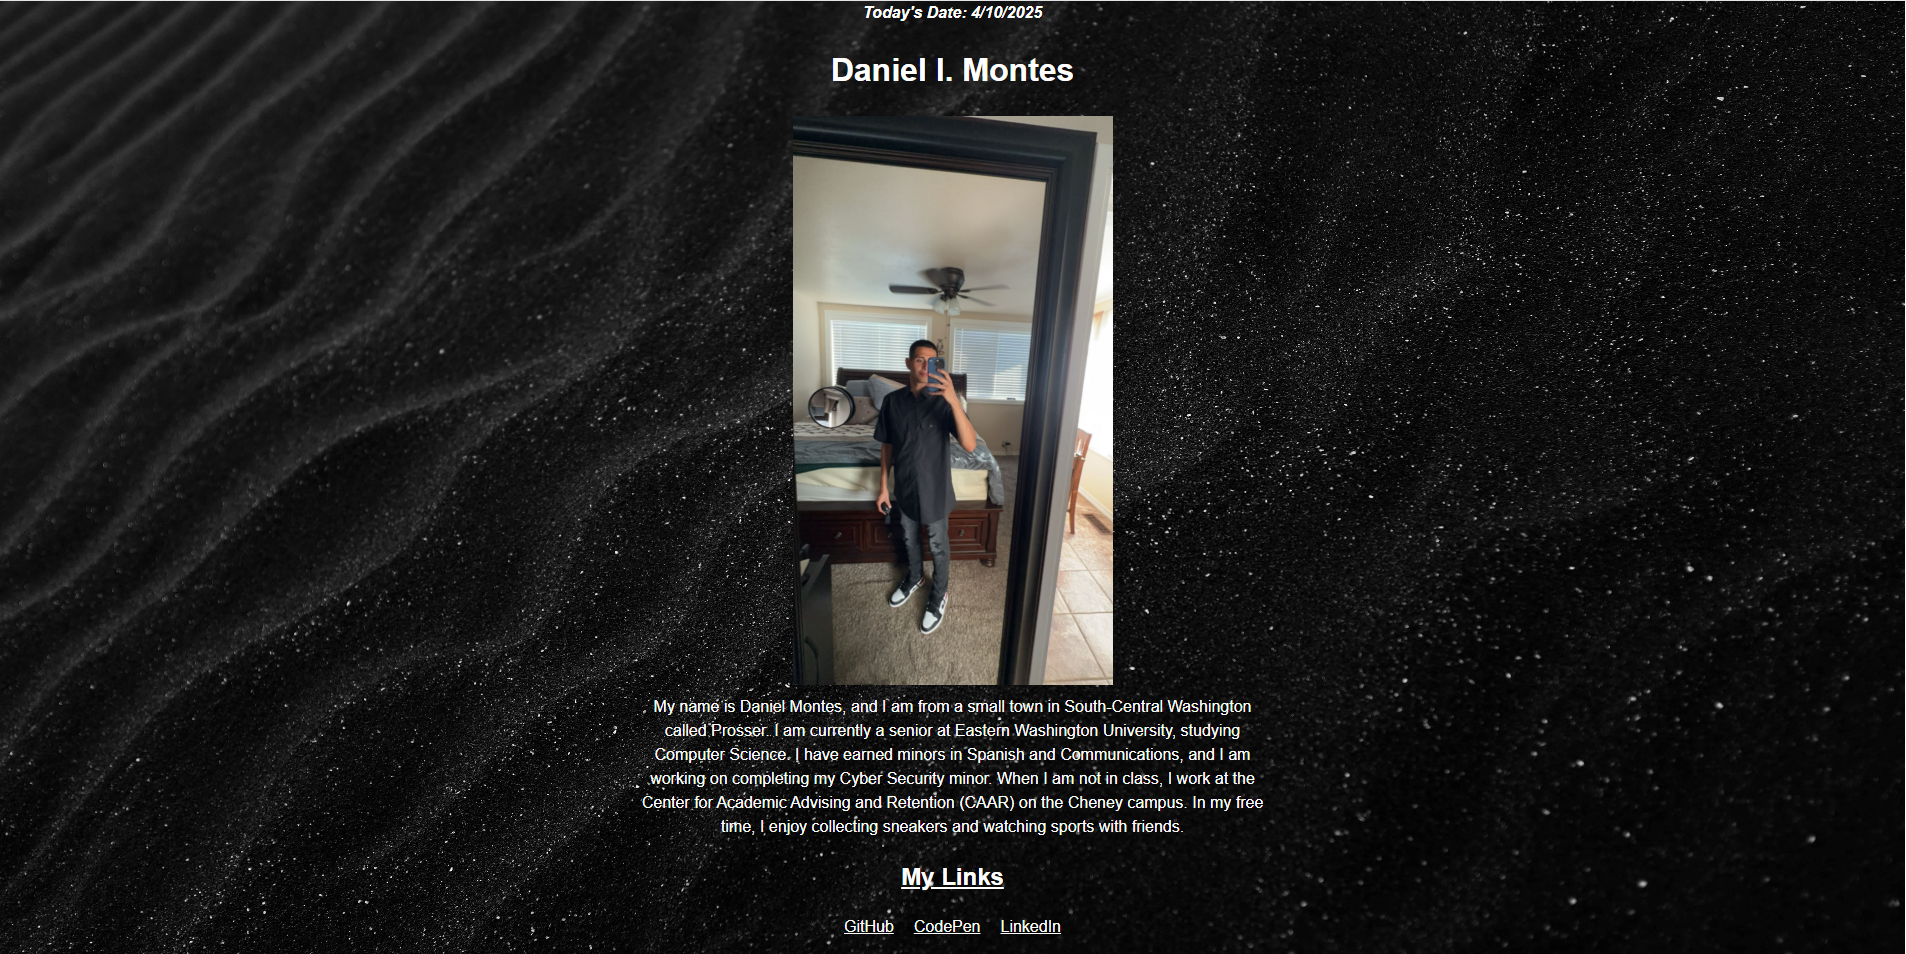 Today's Date: 4/10/2025
Daniel I. Montes
My name is Daniel Montes, and I am from a small town in South-Central Washington
called Prosser. I am currently a senior at Eastern Washington University, studying
Computer Science. I have earned minors in Spanish and Communications, and I am
working on completing my Cyber Security minor. When I am not in class, I work at the
Center for Academic Advising and Retention (CAAR) on the Cheney campus. In my free
time, I enjoy collecting sneakers and watching sports with friends.
My Links
GitHub CodePen LinkedIn